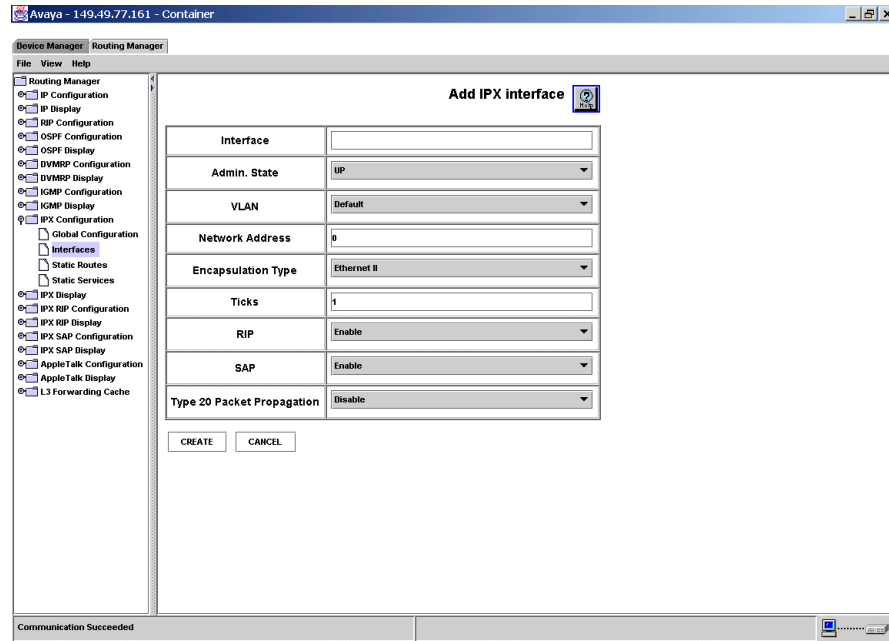 Avaya - 149.49.77.161 - Container
Device Manager Routing Manager
File View Help
Routing Manager
IP Configuration
IP Display
RIP Configuration
OSPF Configuration
OSPF Display
DVMRP Configuration
DVMRP Display
IGMP Configuration
IGMP Display
IPX Configuration
Global Configuration
Interfaces
Static Routes
Static Services
IPX Display
IPX RIP Configuration
IPX RIP Display
IPX SAP Configuration
IPX SAP Display
AppleTalk Configuration
AppleTalk Display
L3 Forwarding Cache
Add IPX interface
Help
Interface
Admin. State UP
VLAN Default
Network Address 0
Encapsulation Type Ethernet II
Ticks 1
RIP Enable
SAP Enable
Type 20 Packet Propagation Disable
CREATE CANCEL
Communication Succeeded